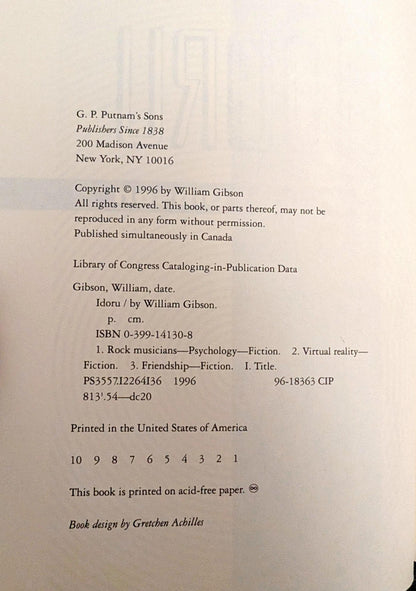 G. P. Putnam's Sons
Publishers Since 1838
200 Madison Avenue
New York, NY 10016
Copyright © 1996 by William Gibson
All rights reserved. This book, or parts thereof, may not be
reproduced in any form without permission.
Published simultaneously in Canada
Library of Congress Cataloging-in-Publication Data
Gibson, William, date.
Idoru / by William Gibson.
p. cm.
ISBN 0-399-14130-8
1. Rock musicians—Psychology—Fiction. 2. Virtual reality—
Fiction. 3. Friendship—Fiction. I. Title.
PS3557.I2264I36 1996 96-18363 CIP
813'.54—dc20
Printed in the United States of America
10 9 8 7 6 5 4 3 2 1
This book is printed on acid-free paper. ♾
Book design by Gretchen Achilles